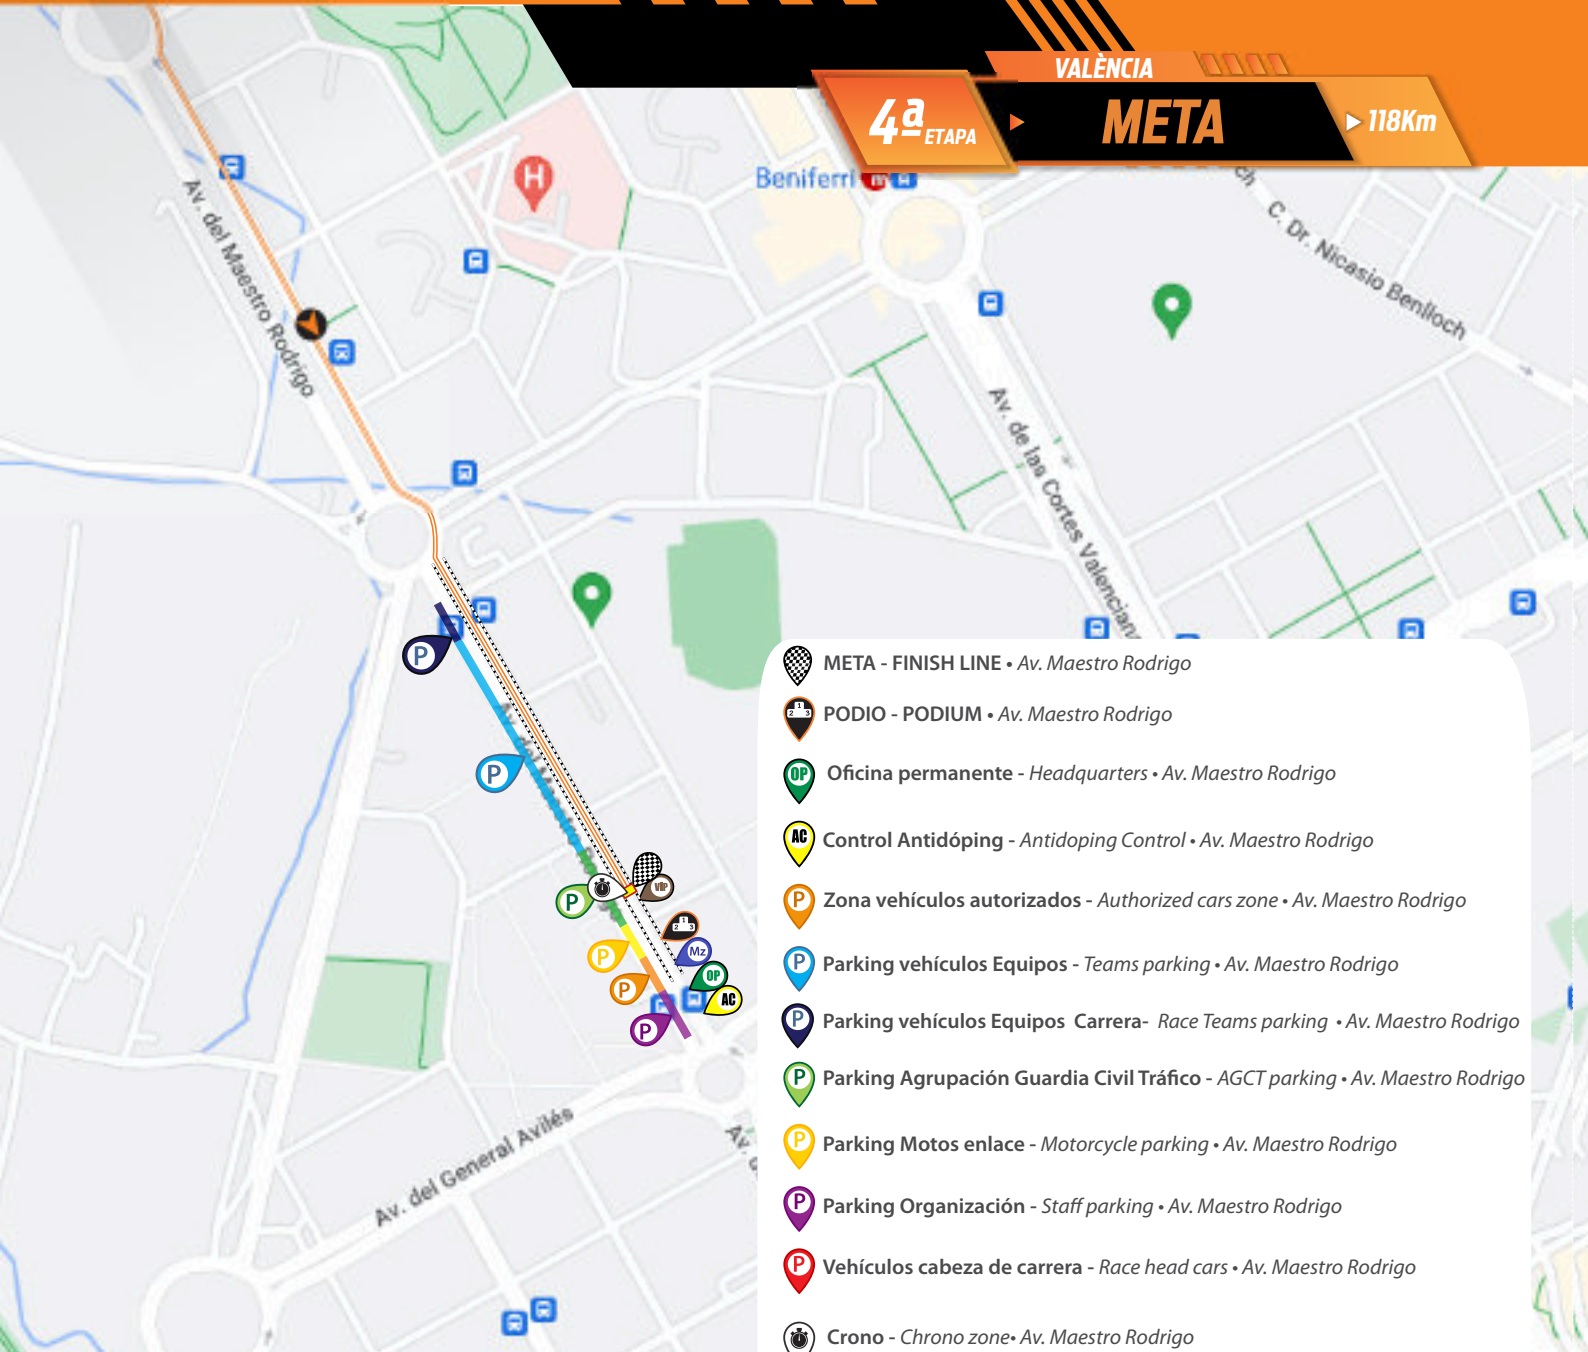 VALÈNCIA
4ª ETAPA
META
118Km
Beniferri
H
C. Dr. Nicasio Benlloch
Av. del Maestro Rodrigo
Av. de las Cortes Valencianas
P
P
P
VIP
P
Mz
P
OP
AC
P
Av. del General Avilés
META - FINISH LINE • Av. Maestro Rodrigo
PODIO - PODIUM • Av. Maestro Rodrigo
OP Oficina permanente - Headquarters • Av. Maestro Rodrigo
AC Control Antidóping - Antidoping Control • Av. Maestro Rodrigo
P Zona vehículos autorizados - Authorized cars zone • Av. Maestro Rodrigo
P Parking vehículos Equipos - Teams parking • Av. Maestro Rodrigo
P Parking vehículos Equipos Carrera- Race Teams parking • Av. Maestro Rodrigo
P Parking Agrupación Guardia Civil Tráfico - AGCT parking • Av. Maestro Rodrigo
P Parking Motos enlace - Motorcycle parking • Av. Maestro Rodrigo
P Parking Organización - Staff parking • Av. Maestro Rodrigo
P Vehículos cabeza de carrera - Race head cars • Av. Maestro Rodrigo
Crono - Chrono zone• Av. Maestro Rodrigo